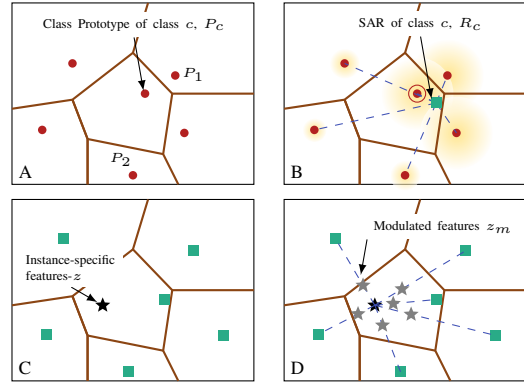 Class Prototype of class c, P_c
P_1
P_2
A
SAR of class c, R_c
B
Instance-specific
features-z
C
Modulated features z_m
D